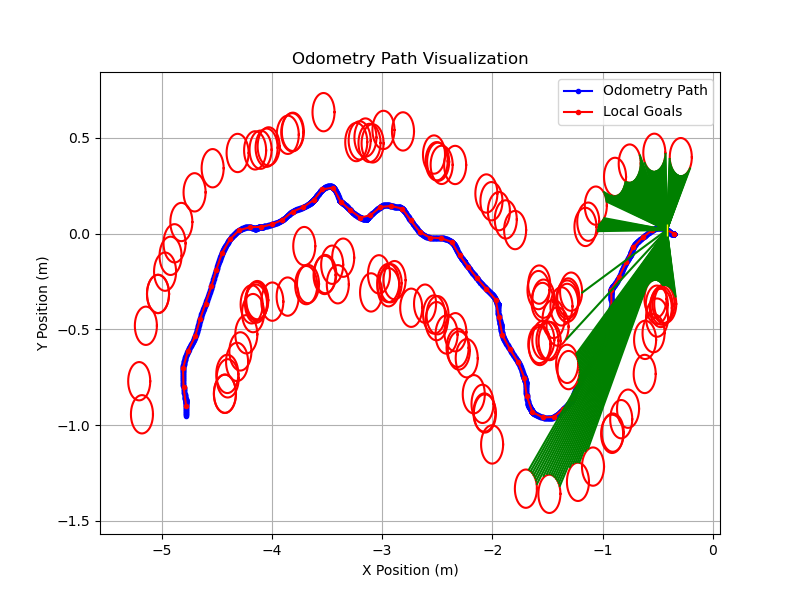 Odometry Path Visualization
Odometry Path
Local Goals
0.5
0.0
−0.5
−1.0
−1.5
Y Position (m)
−5
−4
−3
−2
−1
0
X Position (m)